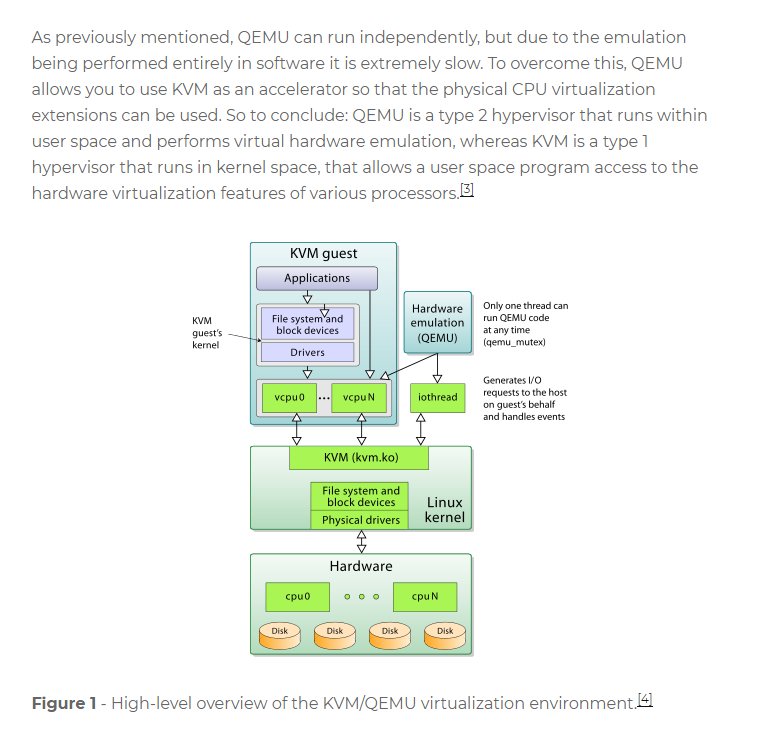 As previously mentioned, QEMU can run independently, but due to the emulation
being performed entirely in software it is extremely slow. To overcome this, QEMU
allows you to use KVM as an accelerator so that the physical CPU virtualization
extensions can be used. So to conclude: QEMU is a type 2 hypervisor that runs within
user space and performs virtual hardware emulation, whereas KVM is a type 1
hypervisor that runs in kernel space, that allows a user space program access to the
hardware virtualization features of various processors.[3]
KVM guest
Applications
KVM
guest's
kernel
File system and
block devices
Drivers
vcpu0
...
vcpuN
Hardware
emulation
(QEMU)
Only one thread can
run QEMU code
at any time
(qemu_mutex)
iothread
Generates I/O
requests to the host
on guest's behalf
and handles events
KVM (kvm.ko)
File system and
block devices
Physical drivers
Linux
kernel
Hardware
cpu0
cpuN
Disk
Disk
Disk
Disk
Figure 1 - High-level overview of the KVM/QEMU virtualization environment.[4]